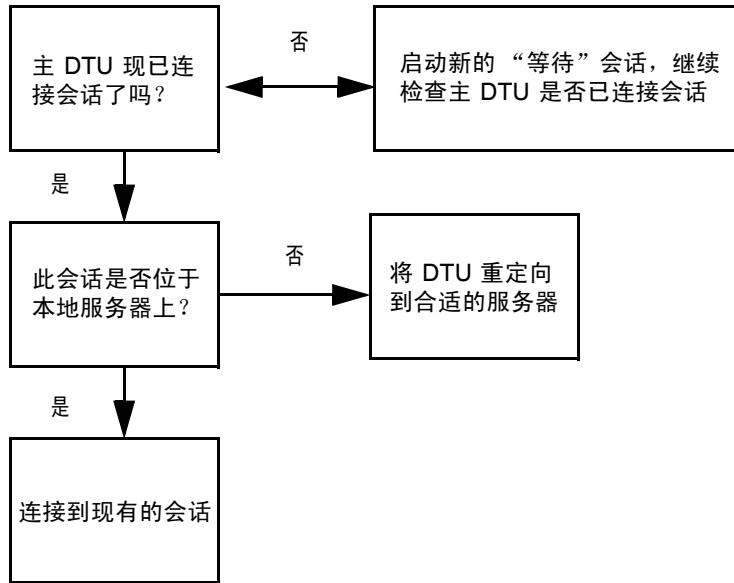 主 DTU 现已连
接会话了吗？
否
启动新的 “等待”会话，继续
检查主 DTU 是否已连接会话
是
此会话是否位于
本地服务器上？
否
将 DTU 重定向
到合适的服务器
是
连接到现有的会话